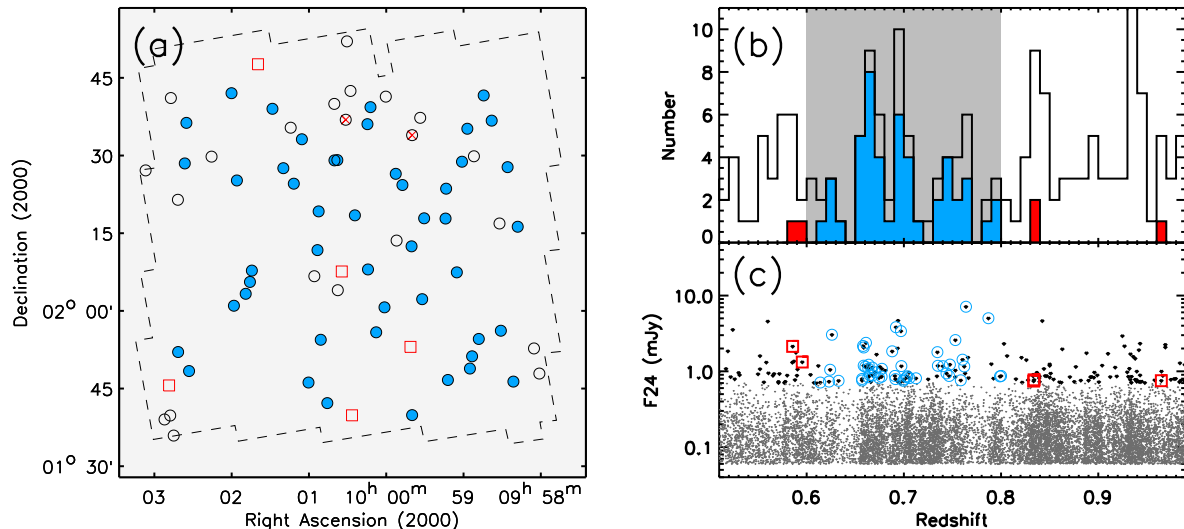 (a)
45
30
15
02° 00'
45
01° 30'
Declination (2000)
03 02 01 10ʰ 00ᵐ 59 09ʰ 58ᵐ
Right Ascension (2000)
(b)
10
8
6
4
2
0
Number
(c)
10.0
1.0
0.1
F24 (mJy)
0.6 0.7 0.8 0.9
Redshift